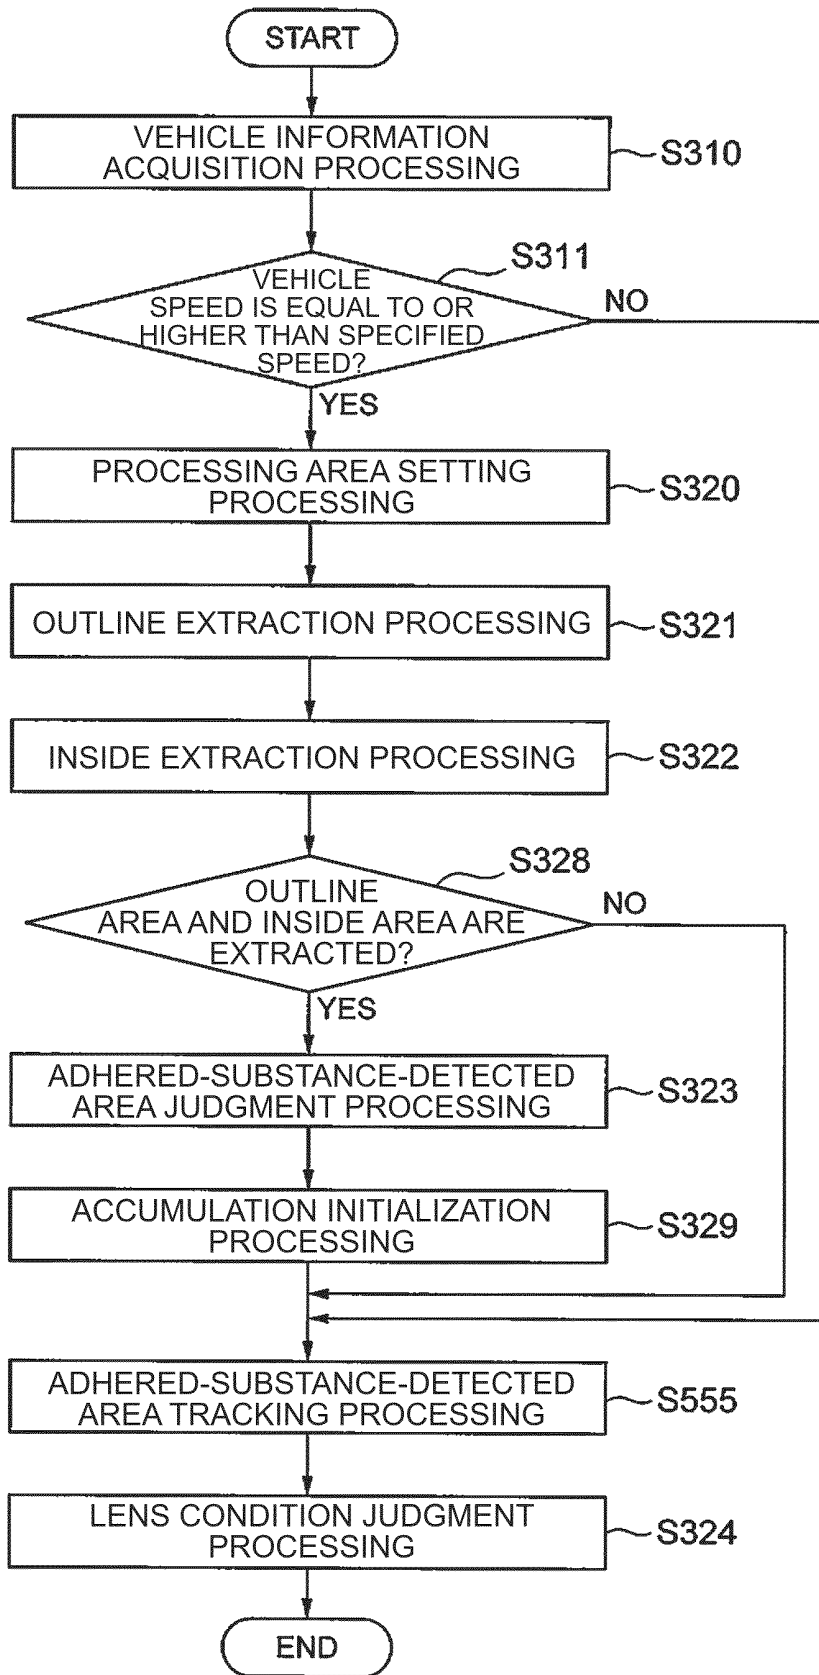 START
VEHICLE INFORMATION
ACQUISITION PROCESSING
S310
S311
VEHICLE
SPEED IS EQUAL TO OR
HIGHER THAN SPECIFIED
SPEED?
NO
YES
PROCESSING AREA SETTING
PROCESSING
S320
OUTLINE EXTRACTION PROCESSING
S321
INSIDE EXTRACTION PROCESSING
S322
S328
OUTLINE
AREA AND INSIDE AREA ARE
EXTRACTED?
NO
YES
ADHERED-SUBSTANCE-DETECTED
AREA JUDGMENT PROCESSING
S323
ACCUMULATION INITIALIZATION
PROCESSING
S329
ADHERED-SUBSTANCE-DETECTED
AREA TRACKING PROCESSING
S555
LENS CONDITION JUDGMENT
PROCESSING
S324
END